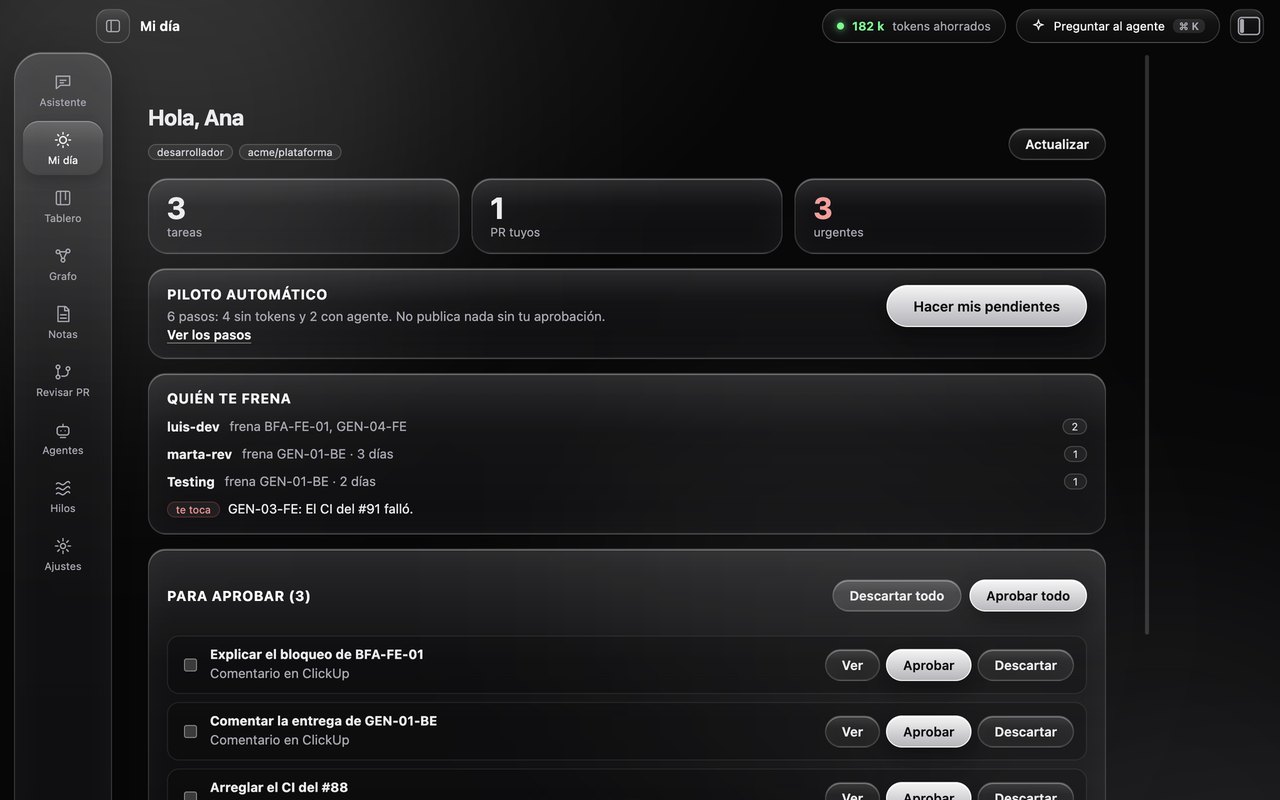 Mi día
182 k tokens ahorrados
Preguntar al agente ⌘ K
Asistente
Mi día
Tablero
Grafo
Notas
Revisar PR
Agentes
Hilos
Ajustes
Hola, Ana
desarrollador acme/plataforma
Actualizar
3
tareas
1
PR tuyos
3
urgentes
PILOTO AUTOMÁTICO
6 pasos: 4 sin tokens y 2 con agente. No publica nada sin tu aprobación.
Ver los pasos
Hacer mis pendientes
QUIÉN TE FRENA
luis-dev frena BFA-FE-01, GEN-04-FE 2
marta-rev frena GEN-01-BE · 3 días 1
Testing frena GEN-01-BE · 2 días 1
te toca GEN-03-FE: El CI del #91 falló.
PARA APROBAR (3)
Descartar todo Aprobar todo
Explicar el bloqueo de BFA-FE-01
Comentario en ClickUp
Ver Aprobar Descartar
Comentar la entrega de GEN-01-BE
Comentario en ClickUp
Ver Aprobar Descartar
Arreglar el CI del #88
Ver Aprobar Descartar